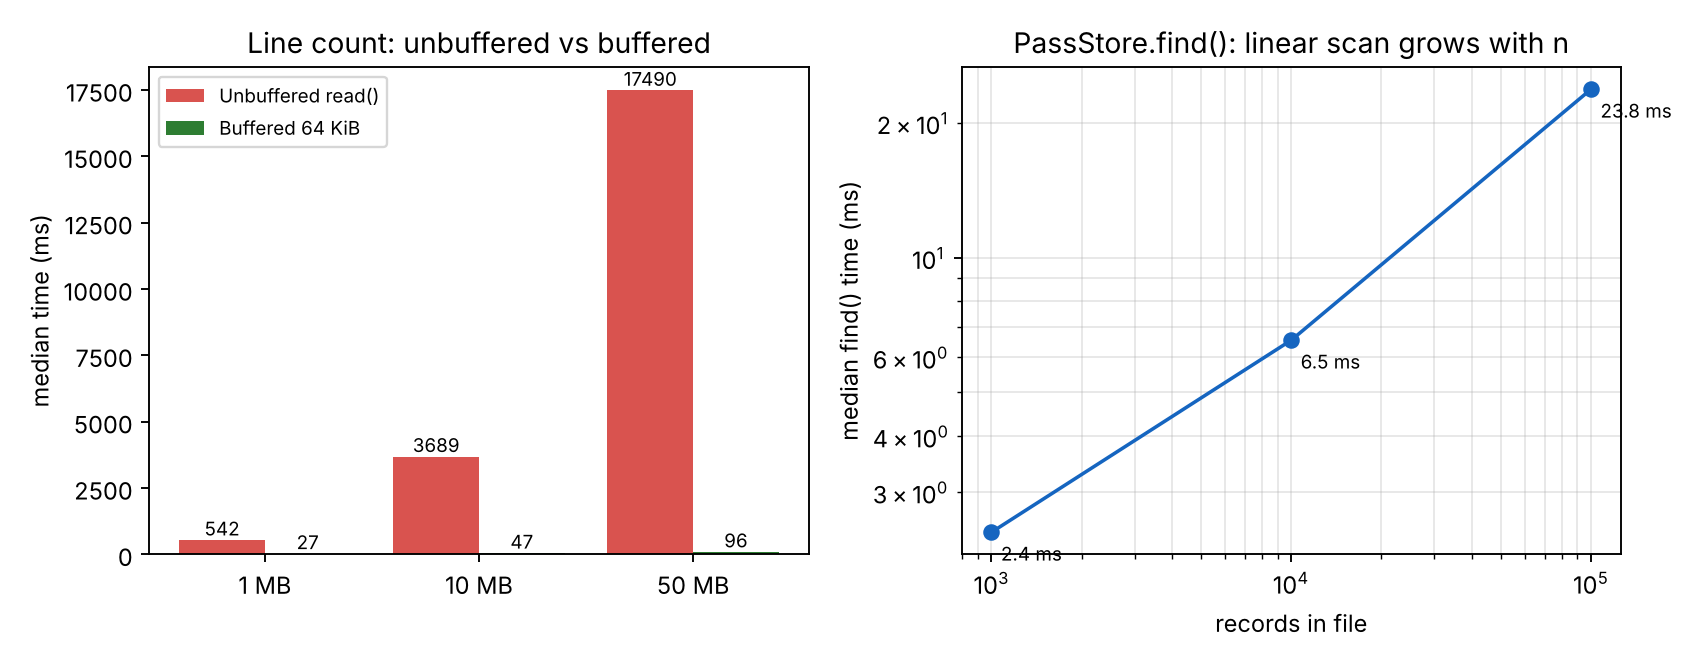 Line count: unbuffered vs buffered
Unbuffered read()
Buffered 64 KiB
median time (ms)
17500
15000
12500
10000
7500
5000
2500
0
542
27
3689
47
17490
96
1 MB
10 MB
50 MB
PassStore.find(): linear scan grows with n
median find() time (ms)
2 × 10¹
10¹
6 × 10⁰
4 × 10⁰
3 × 10⁰
2.4 ms
6.5 ms
23.8 ms
10³
10⁴
10⁵
records in file